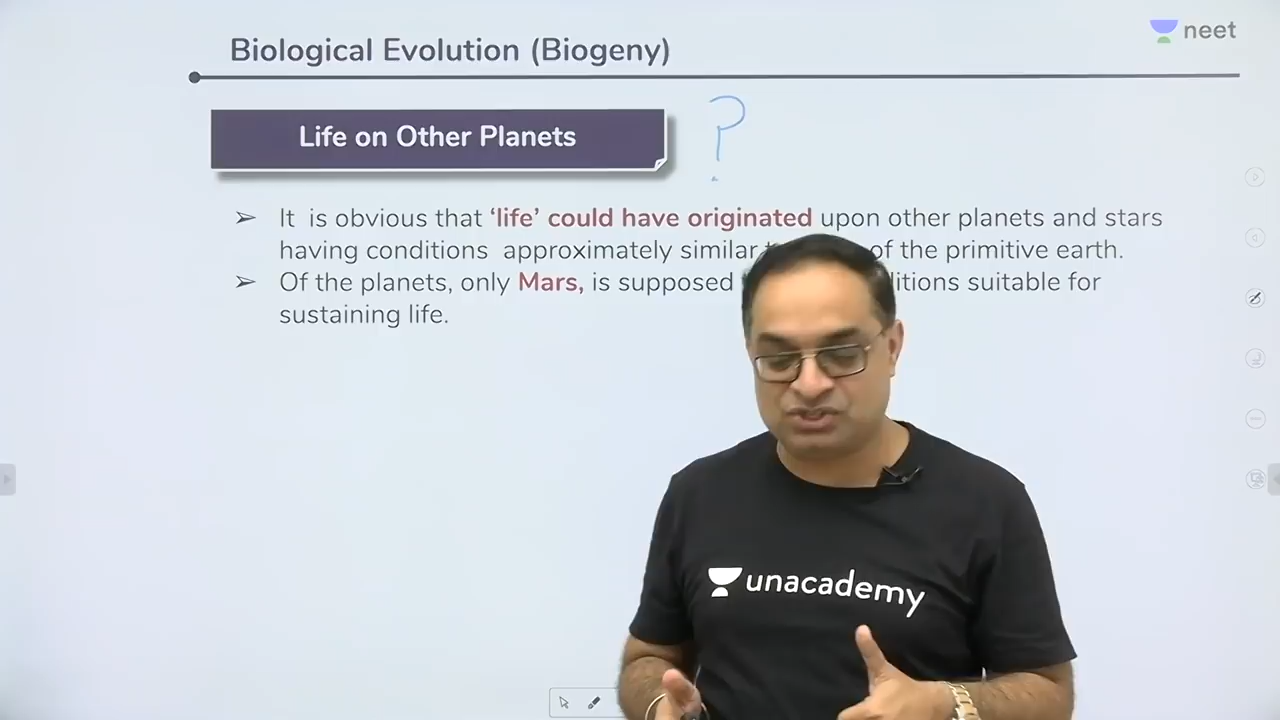 neet
Biological Evolution (Biogeny)
Life on Other Planets ?
➢ It is obvious that ‘life’ could have originated upon other planets and stars
having conditions approximately similar of the primitive earth.
➢ Of the planets, only Mars, is supposed suitable for
sustaining life.
unacademy